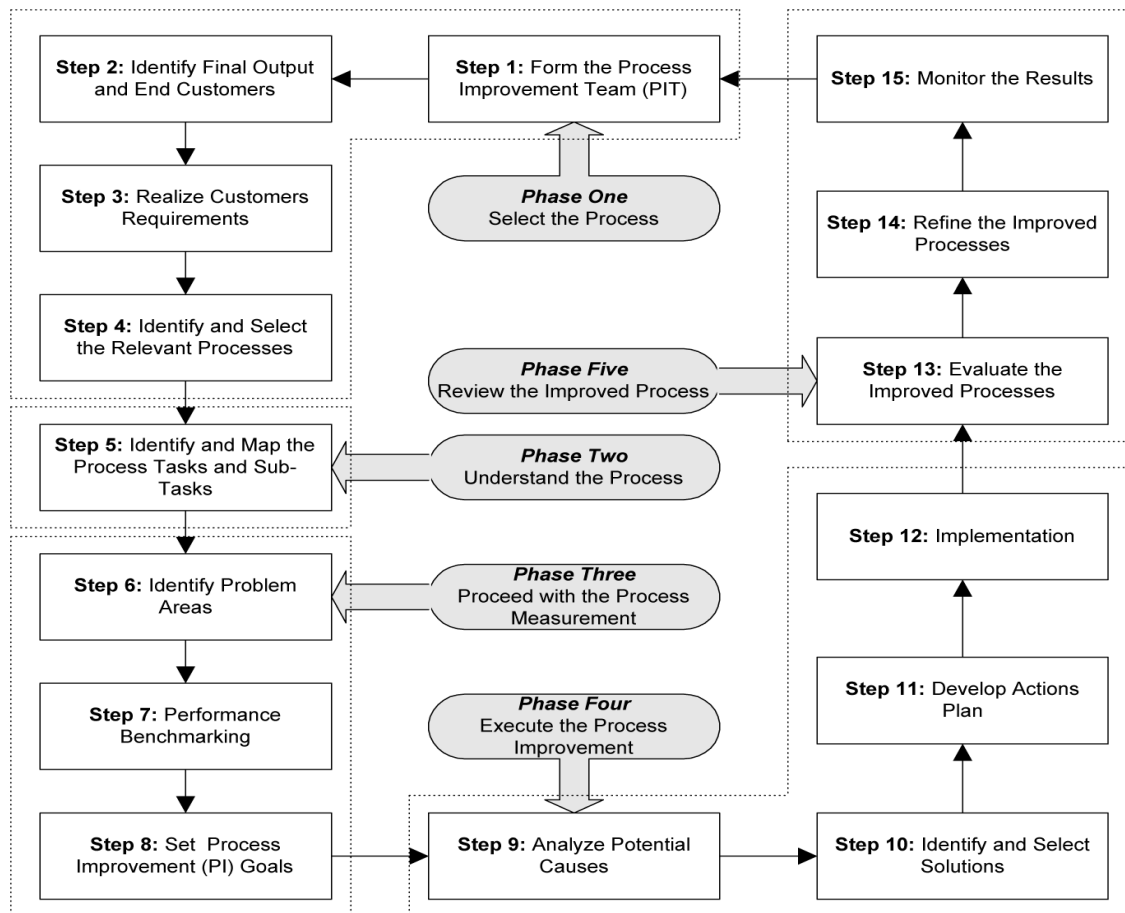 Step 1: Form the Process
Improvement Team (PIT)
Step 2: Identify Final Output
and End Customers
Step 3: Realize Customers
Requirements
Step 4: Identify and Select
the Relevant Processes
Phase One
Select the Process
Step 5: Identify and Map the
Process Tasks and Sub-
Tasks
Phase Two
Understand the Process
Step 6: Identify Problem
Areas
Phase Three
Proceed with the Process
Measurement
Step 7: Performance
Benchmarking
Step 8: Set Process
Improvement (PI) Goals
Phase Four
Execute the Process
Improvement
Step 9: Analyze Potential
Causes
Step 10: Identify and Select
Solutions
Step 11: Develop Actions
Plan
Step 12: Implementation
Phase Five
Review the Improved Process
Step 13: Evaluate the
Improved Processes
Step 14: Refine the Improved
Processes
Step 15: Monitor the Results